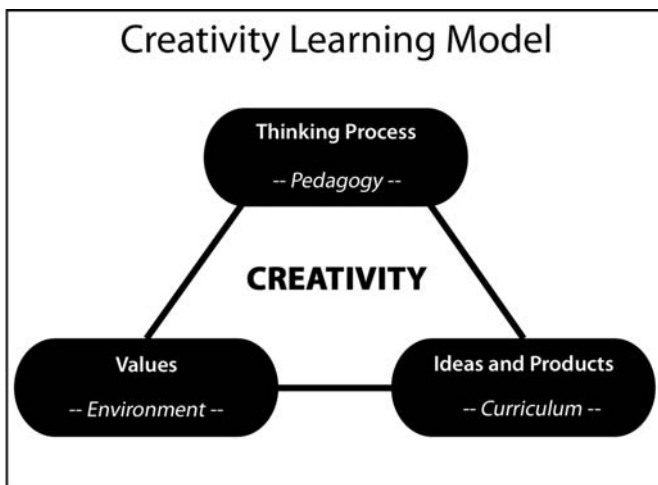 Creativity Learning Model
Thinking Process
-- Pedagogy --
CREATIVITY
Values
-- Environment --
Ideas and Products
-- Curriculum --